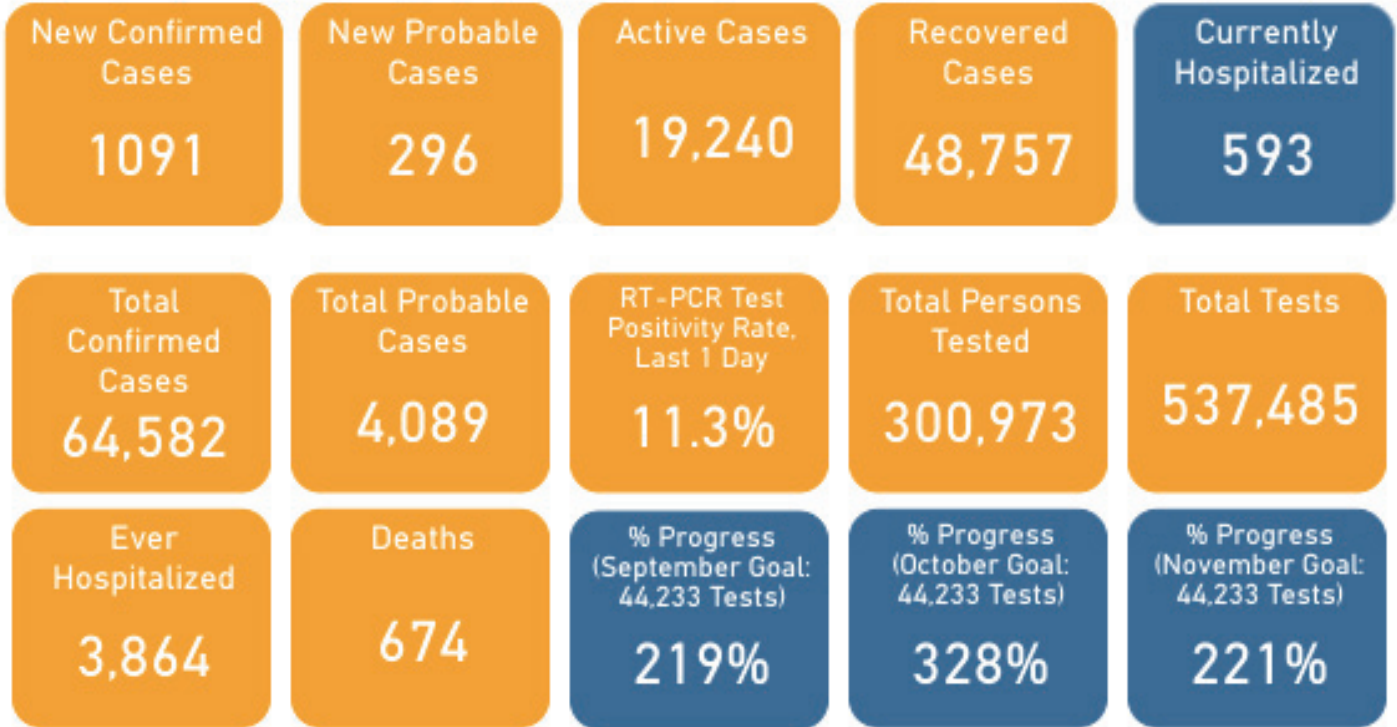 New Confirmed
Cases
1091
New Probable
Cases
296
Active Cases
19,240
Recovered
Cases
48,757
Currently
Hospitalized
593
Total
Confirmed
Cases
64,582
Total Probable
Cases
4,089
RT-PCR Test
Positivity Rate,
Last 1 Day
11.3%
Total Persons
Tested
300,973
Total Tests
537,485
Ever
Hospitalized
3,864
Deaths
674
% Progress
(September Goal:
44,233 Tests)
219%
% Progress
(October Goal:
44,233 Tests)
328%
% Progress
(November Goal:
44,233 Tests)
221%